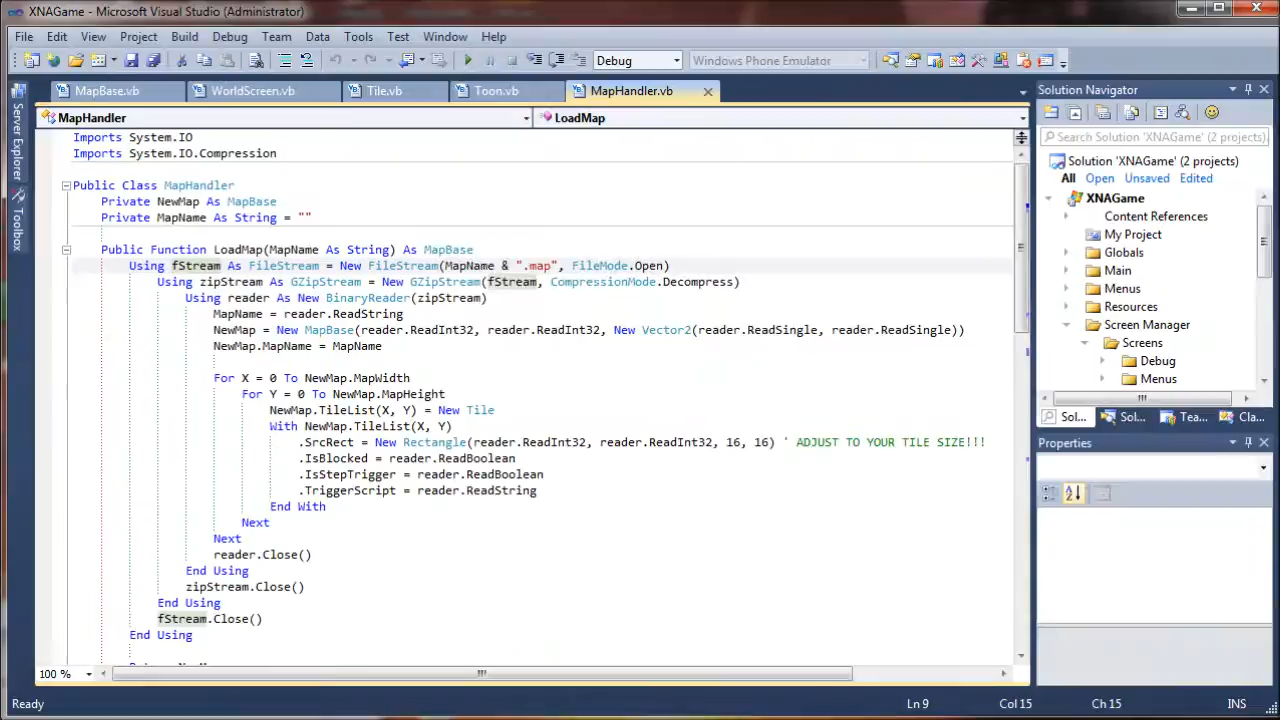 XNAGame - Microsoft Visual Studio (Administrator)
File Edit View Project Build Debug Team Data Tools Test Window Help
Debug Windows Phone Emulator
MapBase.vb WorldScreen.vb Tile.vb Toon.vb MapHandler.vb
MapHandler LoadMap
Server Explorer
Toolbox
Imports System.IO
Imports System.IO.Compression
Public Class MapHandler
Private NewMap As MapBase
Private MapName As String = ""
Public Function LoadMap(MapName As String) As MapBase
Using fStream As FileStream = New FileStream(MapName & ".map", FileMode.Open)
Using zipStream As GZipStream = New GZipStream(fStream, CompressionMode.Decompress)
Using reader As New BinaryReader(zipStream)
MapName = reader.ReadString
NewMap = New MapBase(reader.ReadInt32, reader.ReadInt32, New Vector2(reader.ReadSingle, reader.ReadSingle))
NewMap.MapName = MapName
For X = 0 To NewMap.MapWidth
For Y = 0 To NewMap.MapHeight
NewMap.TileList(X, Y) = New Tile
With NewMap.TileList(X, Y)
.SrcRect = New Rectangle(reader.ReadInt32, reader.ReadInt32, 16, 16) ' ADJUST TO YOUR TILE SIZE!!!
.IsBlocked = reader.ReadBoolean
.IsStepTrigger = reader.ReadBoolean
.TriggerScript = reader.ReadString
End With
Next
Next
reader.Close()
End Using
zipStream.Close()
End Using
fStream.Close()
End Using
100 %
Solution Navigator
Search Solution 'XNAGame' (2 projects)
Solution 'XNAGame' (2 projects)
All Open Unsaved Edited
XNAGame
Content References
My Project
Globals
Main
Menus
Resources
Screen Manager
Screens
Debug
Menus
Sol... Sol... Tea... Cla...
Properties
Ready Ln 9 Col 15 Ch 15 INS